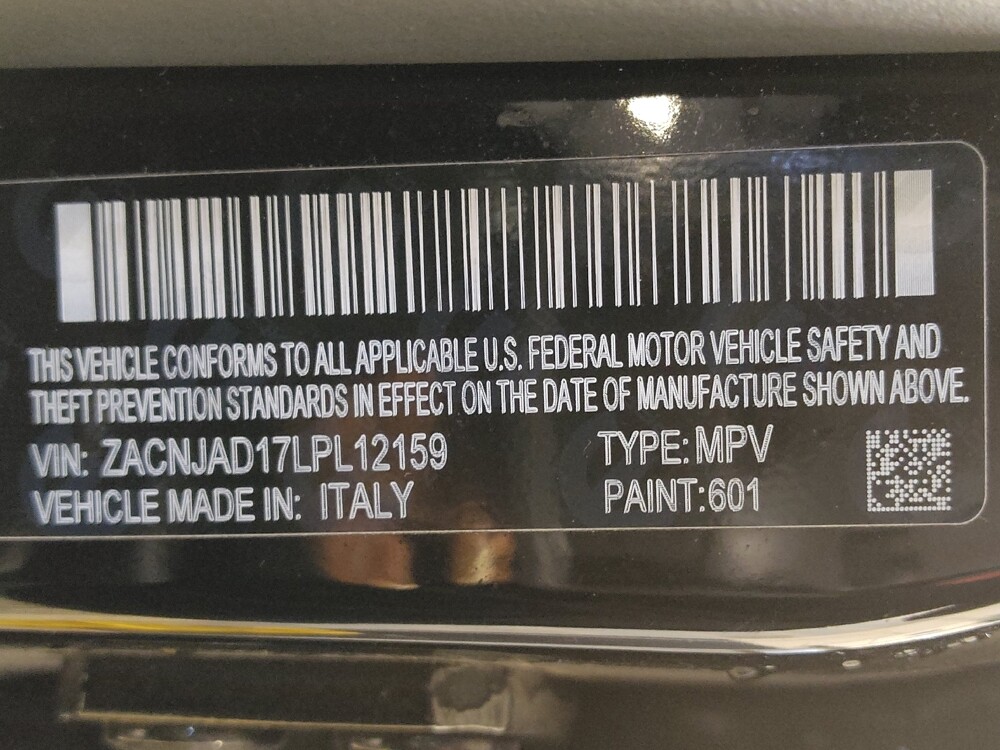 THIS VEHICLE CONFORMS TO ALL APPLICABLE U.S. FEDERAL MOTOR VEHICLE SAFETY AND
THEFT PREVENTION STANDARDS IN EFFECT ON THE DATE OF MANUFACTURE SHOWN ABOVE.
VIN: ZACNJAD17LPL12159 TYPE: MPV
VEHICLE MADE IN: ITALY PAINT:601